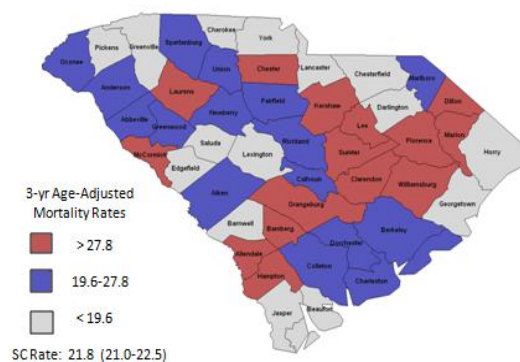 Cherokee
Spartanburg
York
Pickens
Greenville
Oconee
Union
Chester
Lancaster
Chesterfield
Marlboro
Anderson
Laurens
Fairfield
Kershaw
Darlington
Dillon
Abbeville
Greenwood
Newberry
Lee
Florence
Marion
McCormick
Saluda
Lexington
Richland
Sumter
Horry
Edgefield
Calhoun
Clarendon
Williamsburg
Aiken
Orangeburg
Georgetown
Barnwell
Bamberg
Dorchester
Berkeley
Allendale
Colleton
Charleston
Hampton
Jasper
Beaufort
3-yr Age-Adjusted
Mortality Rates
>27.8
19.6-27.8
<19.6
SC Rate: 21.8 (21.0-22.5)